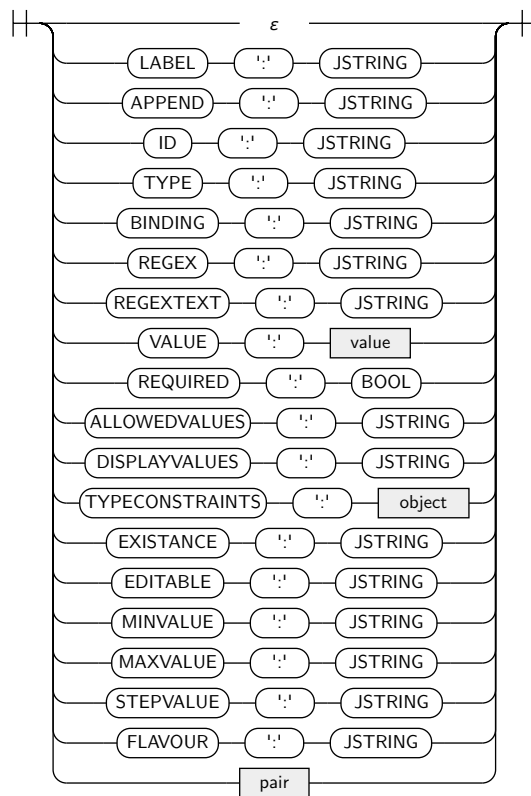 ε
LABEL ':' JSTRING
APPEND ':' JSTRING
ID ':' JSTRING
TYPE ':' JSTRING
BINDING ':' JSTRING
REGEX ':' JSTRING
REGEXTEXT ':' JSTRING
VALUE ':' value
REQUIRED ':' BOOL
ALLOWEDVALUES ':' JSTRING
DISPLAYVALUES ':' JSTRING
TYPECONSTRAINTS ':' object
EXISTANCE ':' JSTRING
EDITABLE ':' JSTRING
MINVALUE ':' JSTRING
MAXVALUE ':' JSTRING
STEPVALUE ':' JSTRING
FLAVOUR ':' JSTRING
pair